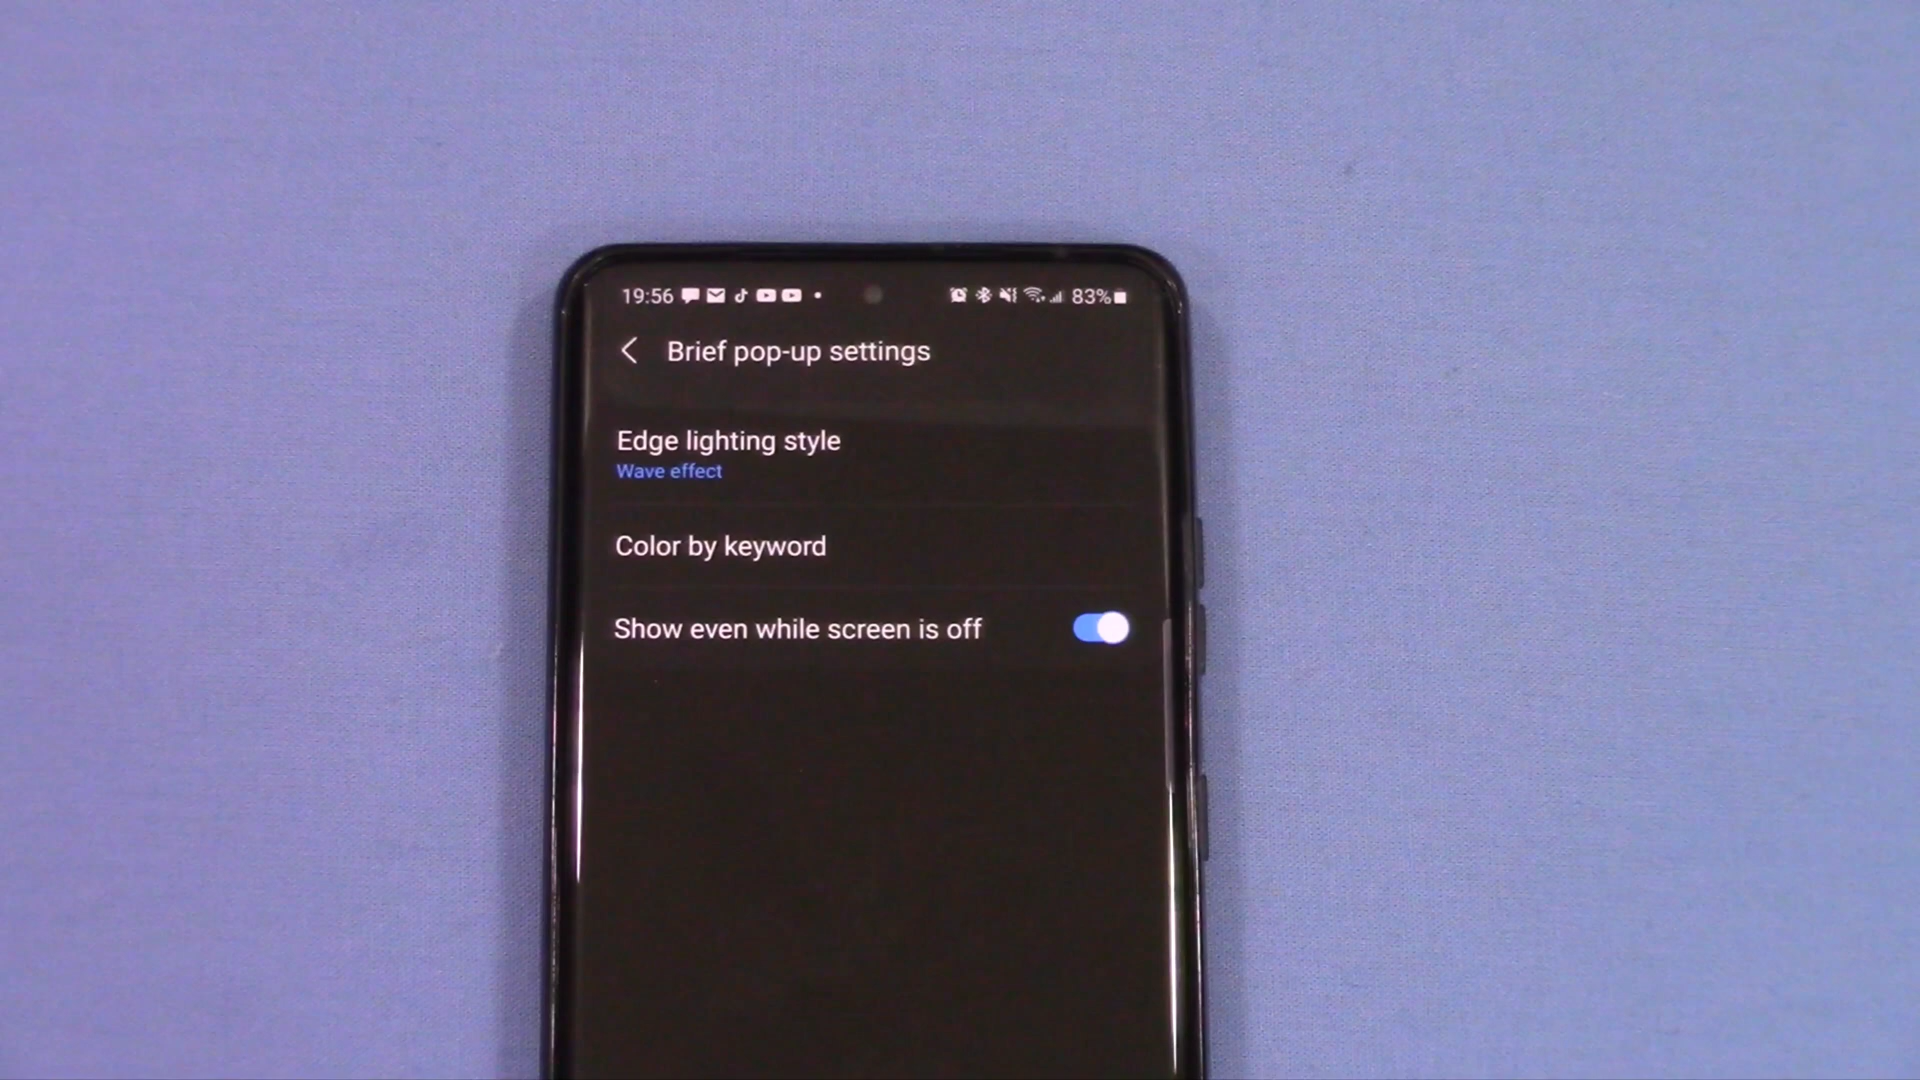 19:56 83%
Brief pop-up settings
Edge lighting style
Wave effect
Color by keyword
Show even while screen is off